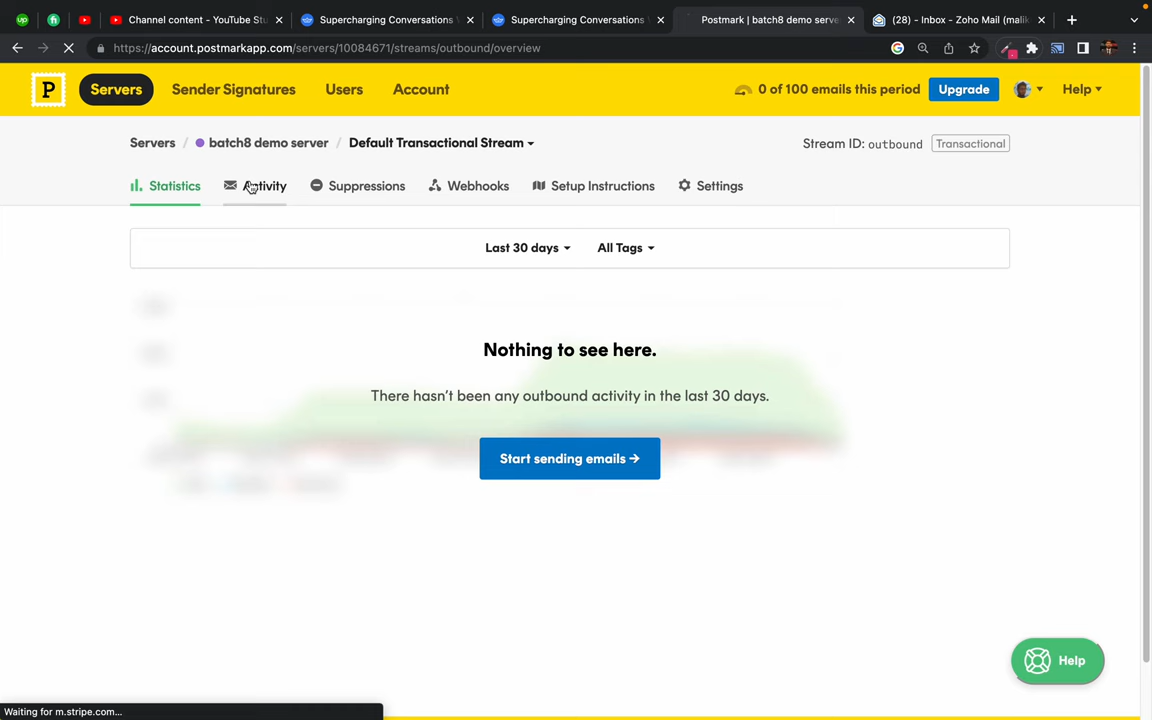 Channel content - YouTube Stu
Supercharging Conversations
Supercharging Conversations
Postmark | batch8 demo serve
(28) - Inbox - Zoho Mail (malik
https://account.postmarkapp.com/servers/10084671/streams/outbound/overview
P
Servers
Sender Signatures
Users
Account
0 of 100 emails this period
Upgrade
Help
Servers / batch8 demo server / Default Transactional Stream
Stream ID: outbound
Transactional
Statistics
Activity
Suppressions
Webhooks
Setup Instructions
Settings
Last 30 days
All Tags
Nothing to see here.
There hasn't been any outbound activity in the last 30 days.
Start sending emails →
Help
Waiting for m.stripe.com...